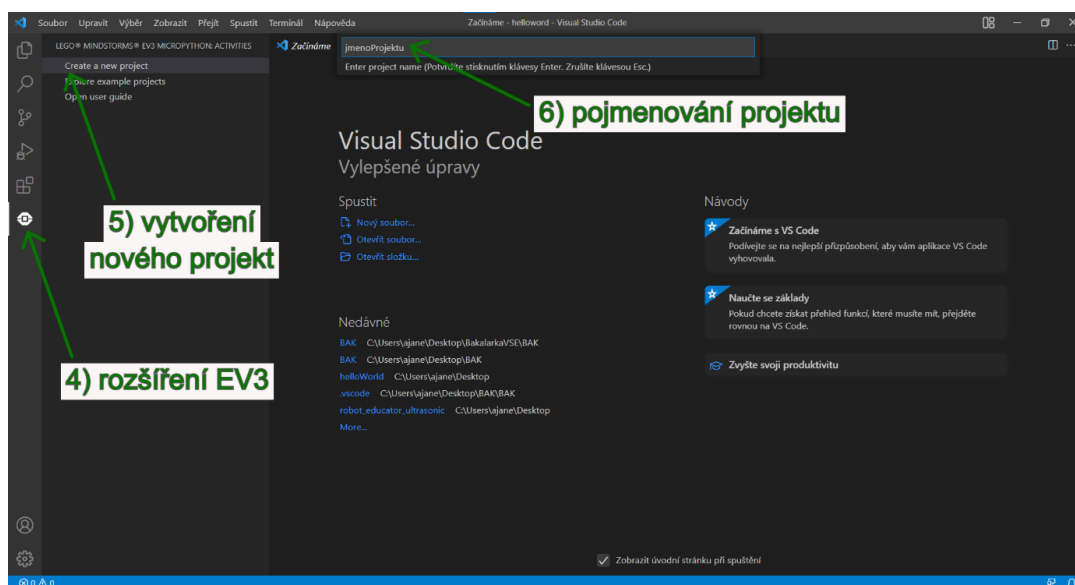 Soubor Upravit Výběr Zobrazit Přejít Spustit Terminál Nápověda
Začínáme - helloword - Visual Studio Code
LEGO® MINDSTORMS® EV3 MICROPYTHON: ACTIVITIES
Create a new project
Explore example projects
Open user guide
Začínáme
jmenoProjektu
Enter project name (Potvrďte stisknutím klávesy Enter. Zrušíte klávesou Esc.)
6) pojmenování projektu
5) vytvoření
nového projekt
4) rozšíření EV3
Visual Studio Code
Vylepšené úpravy
Spustit
Nový soubor...
Otevřít soubor...
Otevřít složku...
Nedávné
BAK C:\Users\ajane\Desktop\BakalarkaVSE\BAK
BAK C:\Users\ajane\Desktop\BAK
helloWorld C:\Users\ajane\Desktop
.vscode C:\Users\ajane\Desktop\BAK\BAK
robot_educator_ultrasonic C:\Users\ajane\Desktop
More...
Návody
Začínáme s VS Code
Podívejte se na nejlepší přizpůsobení, aby vám aplikace VS Code
vyhovovala.
Naučte se základy
Pokud chcete získat přehled funkcí, které musíte mít, přejděte
rovnou na VS Code.
Zvyšte svoji produktivitu
Zobrazit úvodní stránku při spuštění
0 0